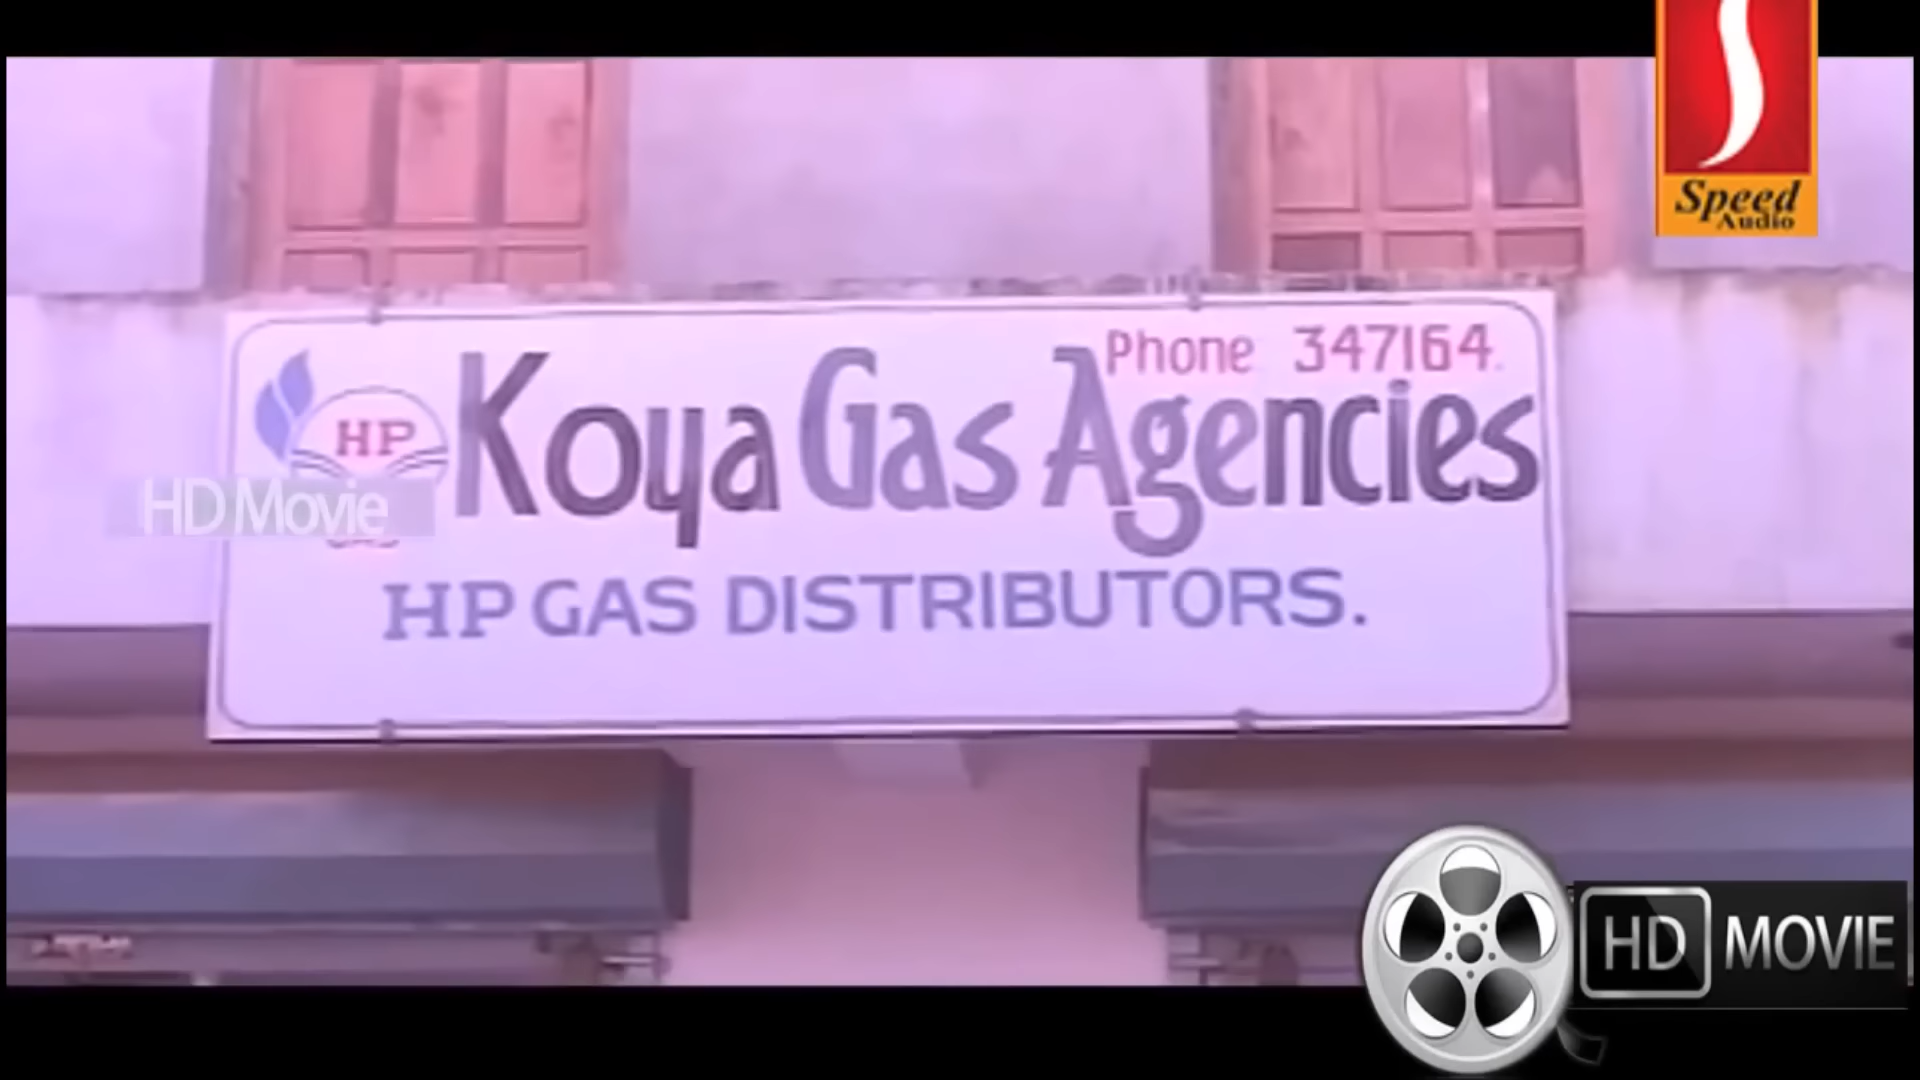 Speed
Audio
Phone 347164.
HP
Koya Gas Agencies
HD Movie
HP GAS DISTRIBUTORS.
HD MOVIE